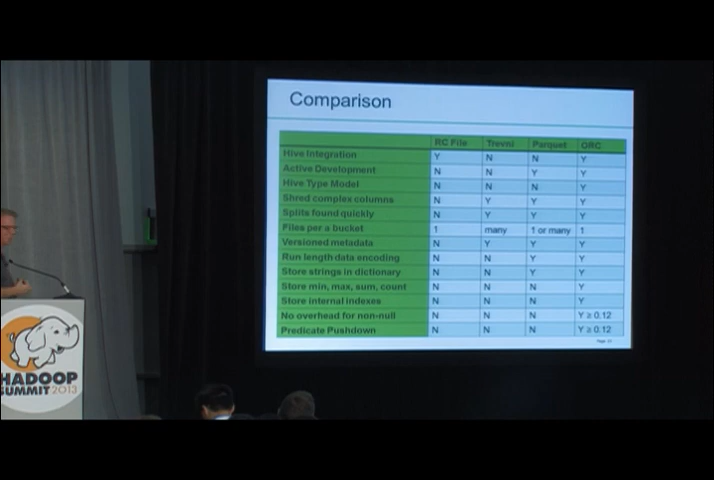 Comparison
RC File Trevni Parquet ORC
Hive Integration Y N N Y
Active Development N N Y Y
Hive Type Model N N N Y
Shred complex columns N Y Y Y
Splits found quickly N Y Y Y
Files per a bucket 1 many 1 or many 1
Versioned metadata N Y Y Y
Run length data encoding N N Y Y
Store strings in dictionary N N Y Y
Store min, max, sum, count N N N Y
Store internal indexes N N N Y
No overhead for non-null N N N Y ≥ 0.12
Predicate Pushdown N N N Y ≥ 0.12
HADOOP
SUMMIT 2013